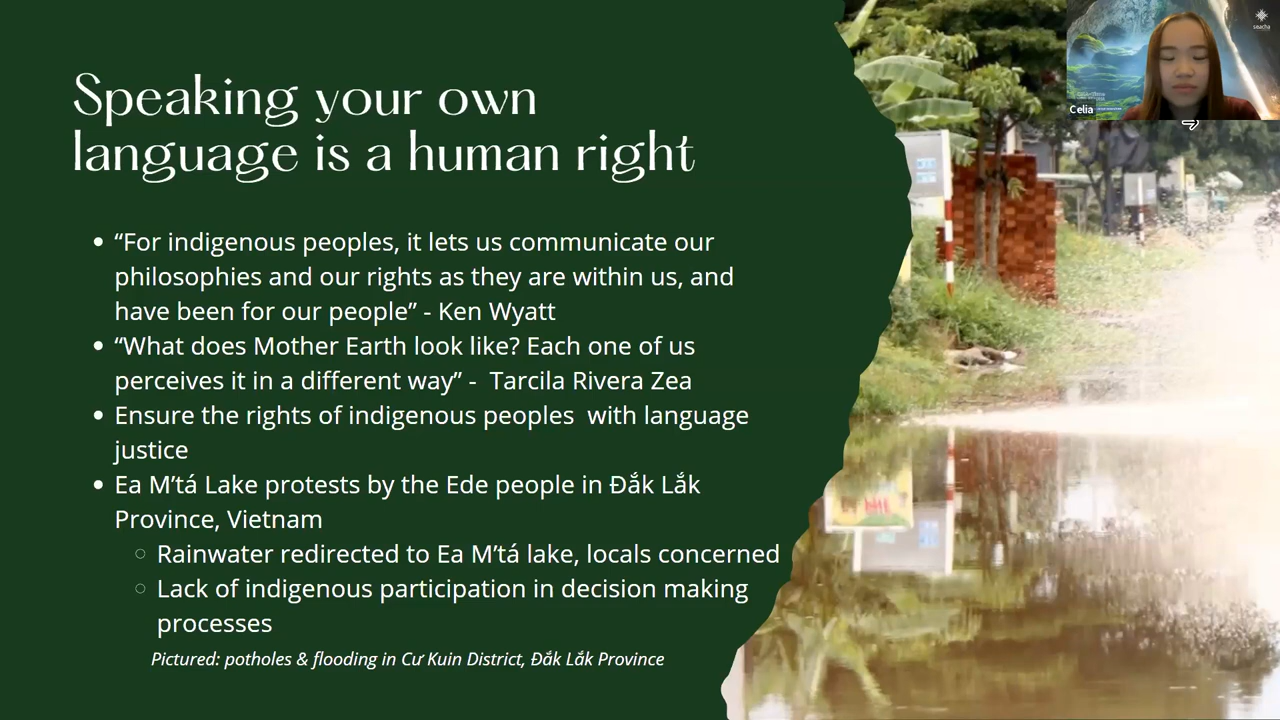 Speaking your own
language is a human right
“For indigenous peoples, it lets us communicate our
philosophies and our rights as they are within us, and
have been for our people” - Ken Wyatt
“What does Mother Earth look like? Each one of us
perceives it in a different way” -  Tarcila Rivera Zea
Ensure the rights of indigenous peoples  with language
justice
Ea M’tá Lake protests by the Ede people in Đắk Lắk
Province, Vietnam
Rainwater redirected to Ea M’tá lake, locals concerned
Lack of indigenous participation in decision making
processes
Pictured: potholes & flooding in Cư Kuin District, Đắk Lắk Province
Celia